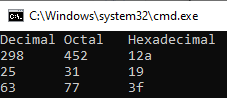 C:\Windows\system32\cmd.exe
Decimal Octal Hexadecimal
298 452 12a
25 31 19
63 77 3f